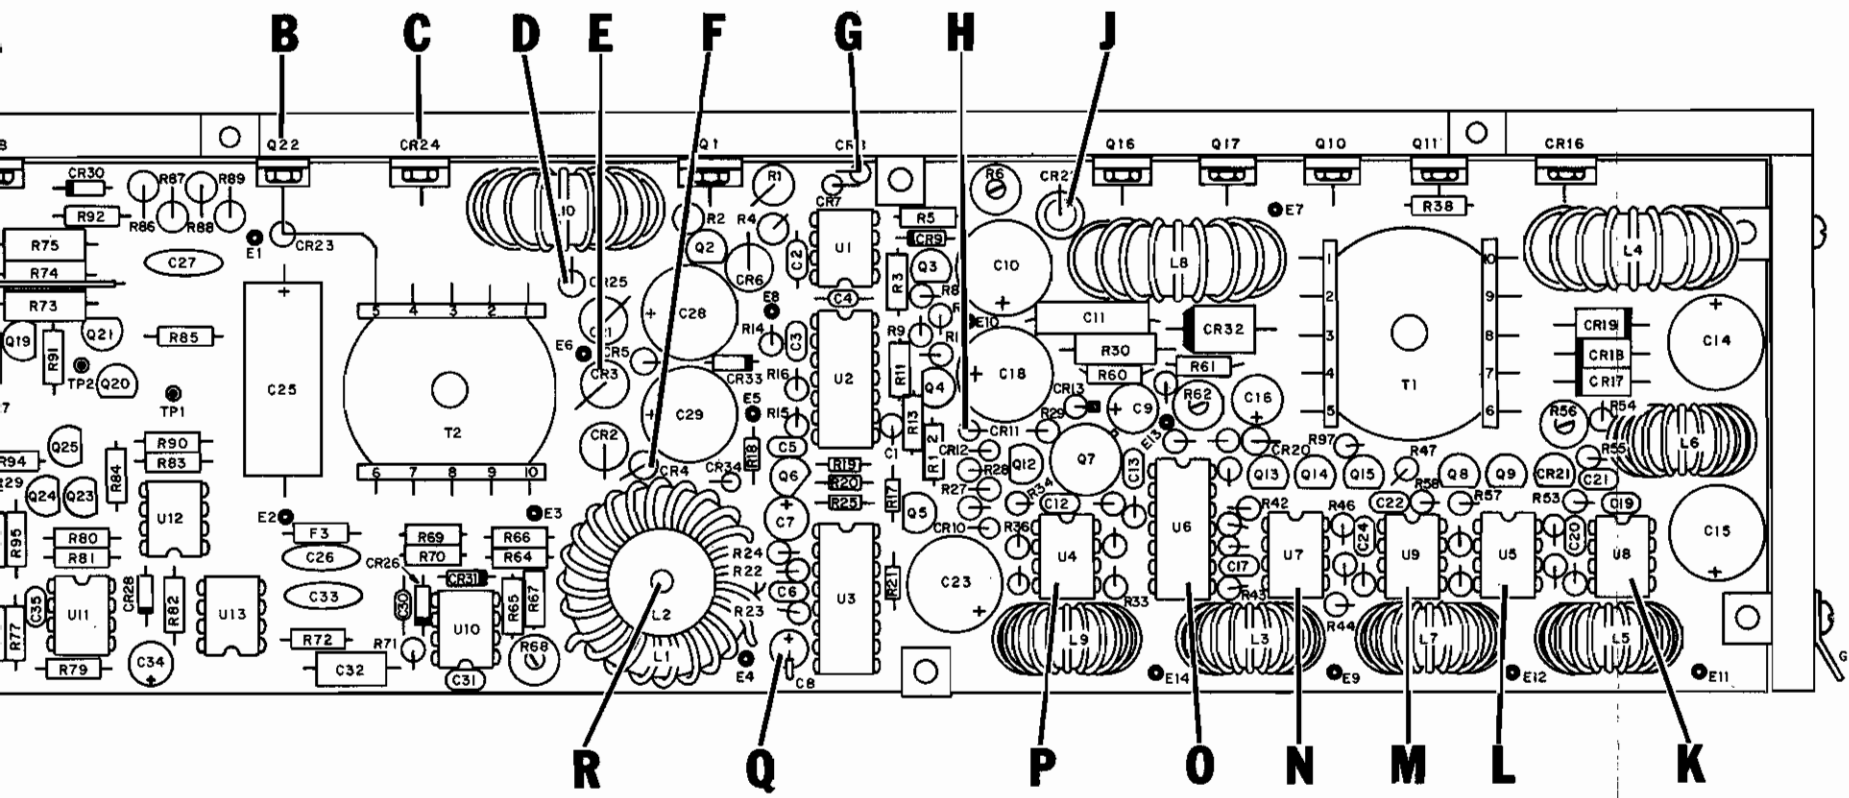 B C D E F G H J
Q22 CR24 Q1 Q16 Q17 Q10 Q11 CR16
CR30 R87 R89 R1 R6
R92 R86 R88 CR7 R2 R4 R5 R38 E7
R75 E1 CR23 Q2 U1 CR9
R74 C27 C2 Q3 C10 L8 1 10 L4
R73 + CR25 CR6 R3
5 4 3 2 1 C28 + E8 C4 + E10 C11 CR32 2 9 CR19 + C14
Q19 Q21 R85 R14 C3 R9 R30 3 8 CR18
R91 E6 CR5 CR33 U2 R11 C18 + R61
TP2 Q20 C25 CR3 R16 Q4 R60 4 7 CR17
TP1 C29 + E5 R15 R13 CR13 C9 R62 C16 + T1 R56 R54
T2 CR2 C5 C1 CR11 R29 E13 5 6 L6
R94 Q25 R90 R18 R12 CR12 Q7 CR20 R97 R55
R83 R84 6 7 8 9 10 CR4 CR34 Q6 R19 R28 Q12 C13 Q13 Q14 Q15 R47 Q8 Q9 CR21
Q24 Q23 R20 R17 R27 R34 C21
R25 C12 C22 R58 R57 R53 C19
U12 E2 E3 C7 + Q5 CR10 U6 R42 R46 C15 +
R95 R80 F3 R69 R66 R36 U4 U7 C24 U9 U5 C20 U8
R81 C26 R70 R64 R24
CR26 CR31 R22 C23 + C17
C35 U11 CR28 R82 U13 C33 C30 R65 R67 L2 C6 U3 R21 R33 R43
R77 U10 R23 R44
R72 R71 R68 L1 + L9 L3 L7 L5
R79 C34 + C32 C31 E4 C8 E14 E9 E12 E11 G
R Q P O N M L K